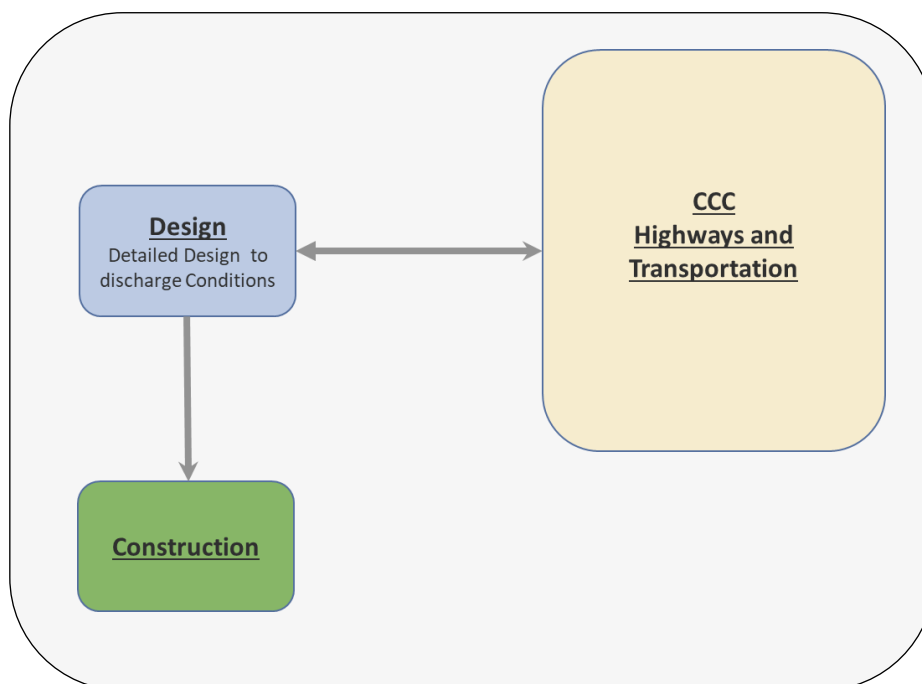 Design
Detailed Design to
discharge Conditions
CCC
Highways and
Transportation
Construction